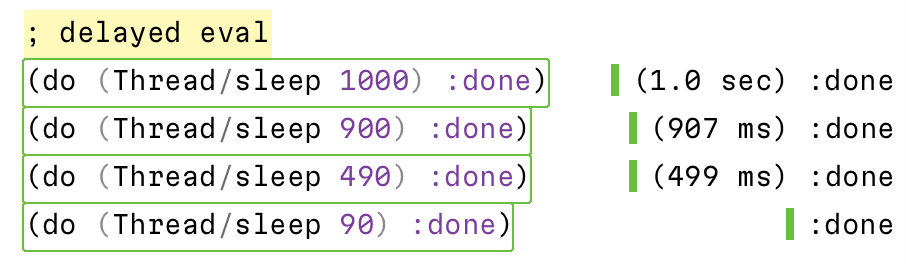 ; delayed eval
(do (Thread/sleep 1000) :done) (1.0 sec) :done
(do (Thread/sleep 900) :done) (907 ms) :done
(do (Thread/sleep 490) :done) (499 ms) :done
(do (Thread/sleep 90) :done) :done